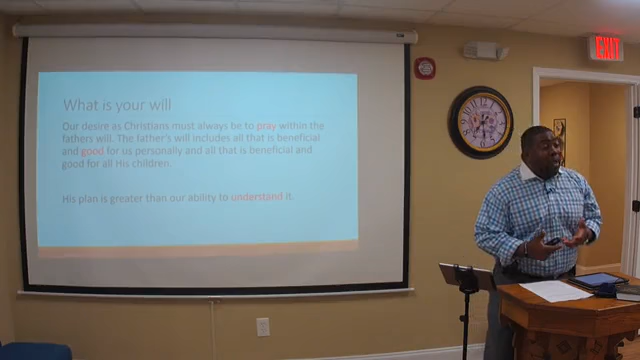 EXIT
What is your will
Our desire as Christians must always be to pray within the
fathers will. The father's will includes all that is beneficial
and good for us personally and all that is beneficial and
good for all His children.
His plan is greater than our ability to understand it.